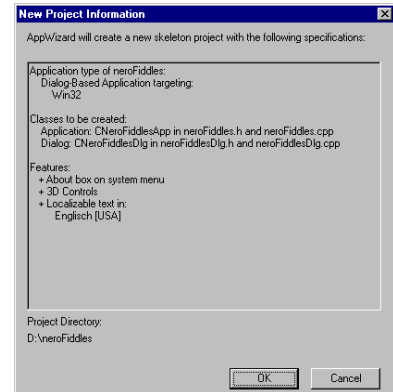 New Project Information
AppWizard will create a new skeleton project with the following specifications:
Application type of neroFiddles:
Dialog-Based Application targeting:
Win32
Classes to be created:
Application: CNeroFiddlesApp in neroFiddles.h and neroFiddles.cpp
Dialog: CNeroFiddlesDlg in neroFiddlesDlg.h and neroFiddlesDlg.cpp
Features:
+ About box on system menu
+ 3D Controls
+ Localizable text in:
Englisch [USA]
Project Directory:
D:\neroFiddles
OK
Cancel